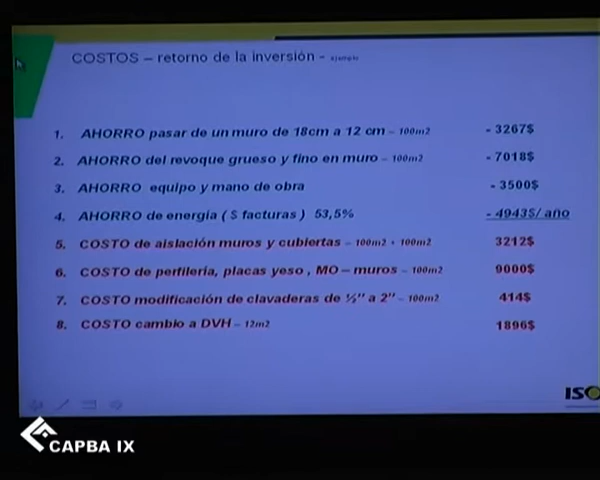 COSTOS – retorno de la inversión - ejemplo
1. AHORRO pasar de un muro de 18cm a 12 cm – 100m2 - 3267$
2. AHORRO del revoque grueso y fino en muro – 100m2 - 7018$
3. AHORRO equipo y mano de obra - 3500$
4. AHORRO de energía ( $ facturas ) 53,5% - 4943$/ año
5. COSTO de aislación muros y cubiertas – 100m2 + 100m2 3212$
6. COSTO de perfilería, placas yeso , MO – muros – 100m2 9000$
7. COSTO modificación de clavaderas de ½'' a 2'' – 100m2 414$
8. COSTO cambio a DVH – 12m2 1896$
CAPBA IX